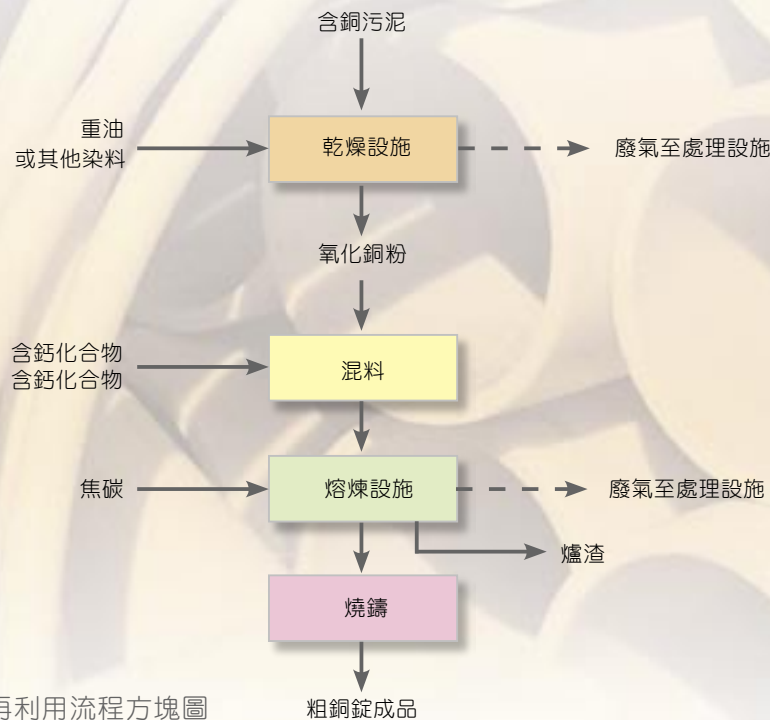 含銅污泥
重油
或其他染料
乾燥設施
廢氣至處理設施
氧化銅粉
含鈣化合物
含鈣化合物
混料
焦碳
熔煉設施
廢氣至處理設施
爐渣
燒鑄
再利用流程方塊圖
粗銅錠成品